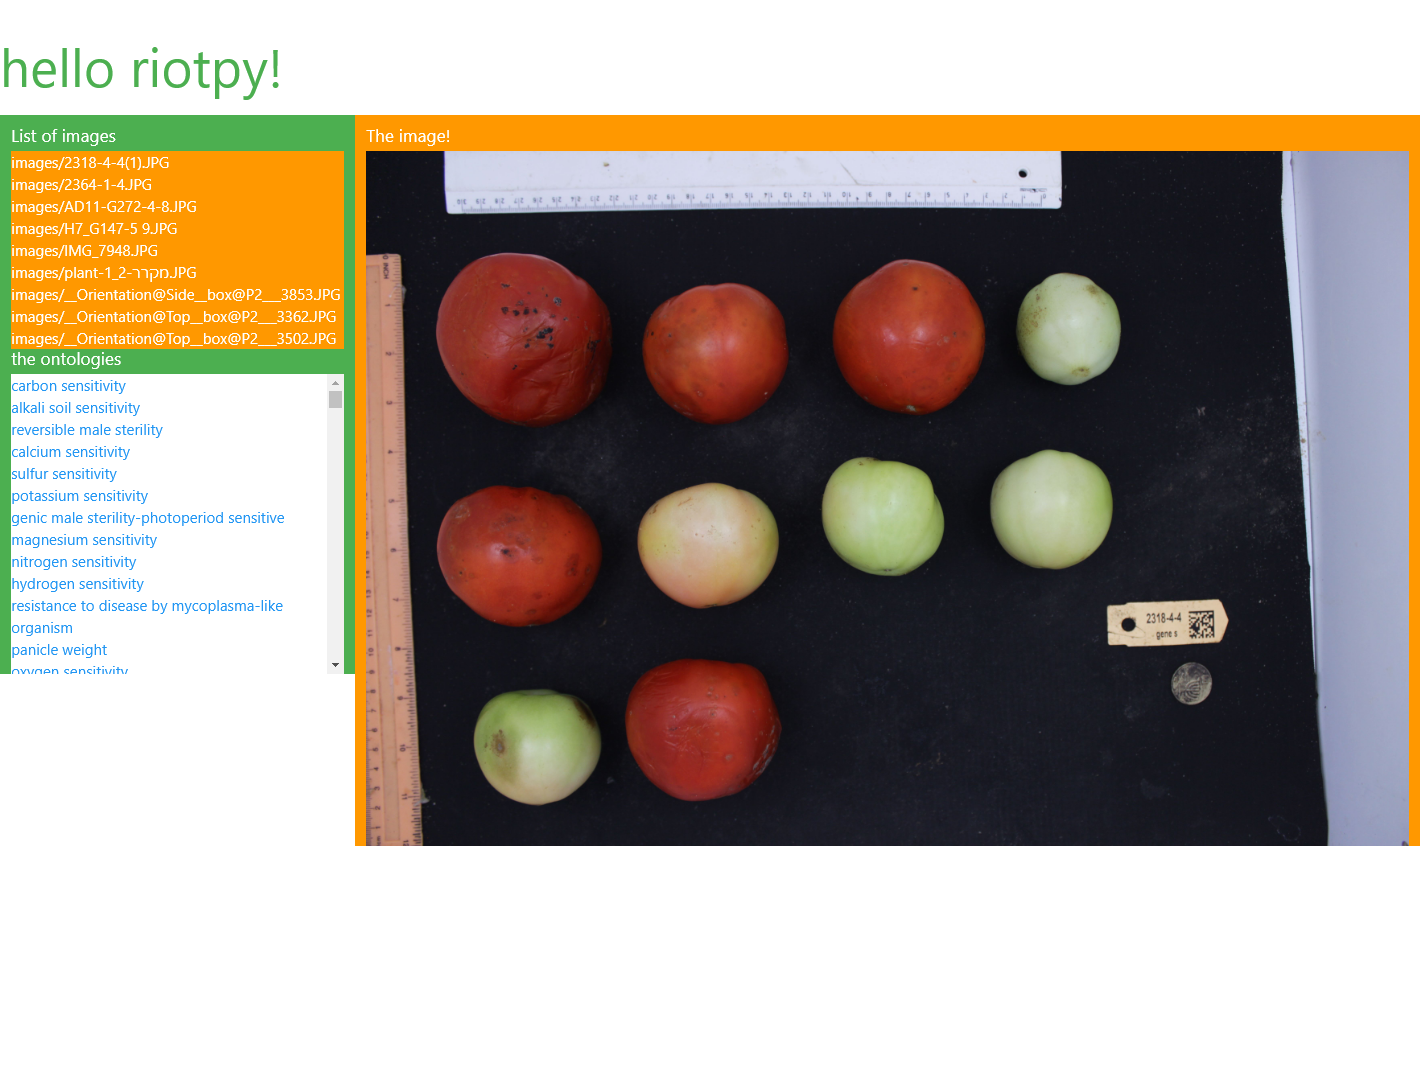 hello riotpy!
List of images
images/2318-4-4(1).JPG
images/2364-1-4.JPG
images/AD11-G272-4-8.JPG
images/H7_G147-5 9.JPG
images/IMG_7948.JPG
images/plant-1_2-מקרר.JPG
images/__Orientation@Side__box@P2___3853.JPG
images/__Orientation@Top__box@P2___3362.JPG
images/__Orientation@Top__box@P2___3502.JPG
the ontologies
carbon sensitivity
alkali soil sensitivity
reversible male sterility
calcium sensitivity
sulfur sensitivity
potassium sensitivity
genic male sterility-photoperiod sensitive
magnesium sensitivity
nitrogen sensitivity
hydrogen sensitivity
resistance to disease by mycoplasma-like
organism
panicle weight
oxygen sensitivity
The image!
2318-4-4
gene s